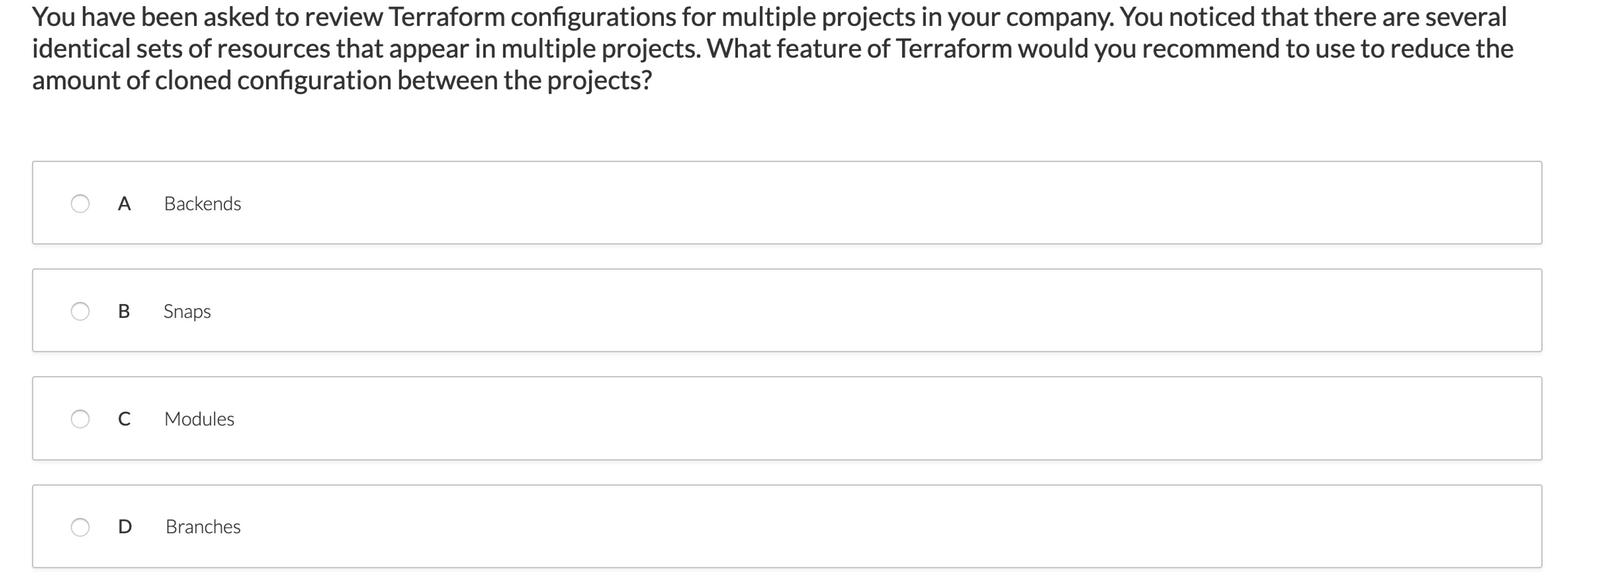 You have been asked to review Terraform configurations for multiple projects in your company. You noticed that there are several
identical sets of resources that appear in multiple projects. What feature of Terraform would you recommend to use to reduce the
amount of cloned configuration between the projects?
A Backends
B Snaps
C Modules
D Branches